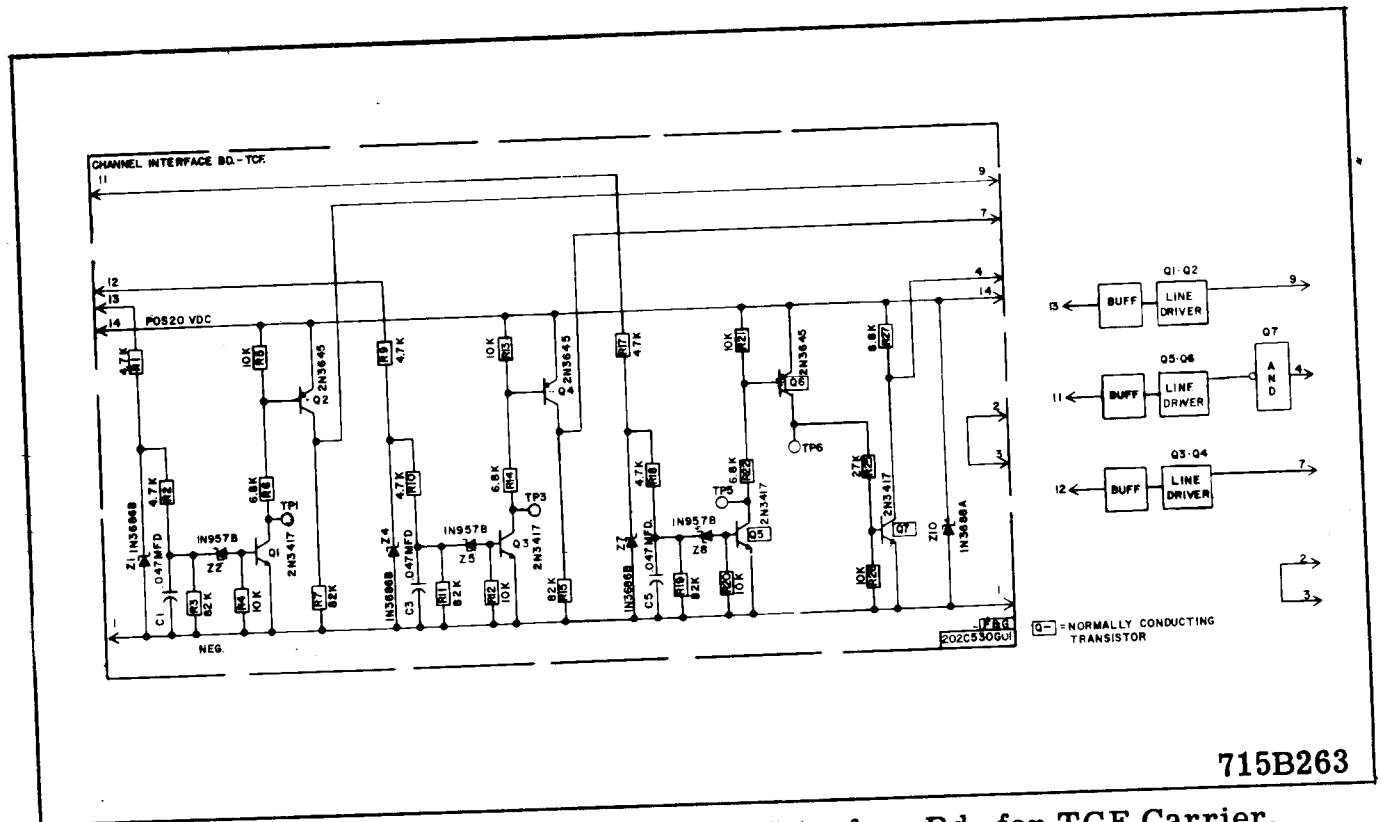 CHANNEL INTERFACE BD.-TCF.
11
9
7
12
13
14 POS20 VDC
4
14
R1
4.7K
R2
4.7K
Z1
1N3686B
C1
.047MFD
R3
82K
1N957B
Z2
R4
10K
R5
10K
R6
6.8K
TP1
Q1
2N3417
Q2
2N3645
R7
82K
R9
4.7K
R10
4.7K
Z4
1N3686B
C3
.047MFD
R11
82K
1N957B
Z5
R12
10K
R13
10K
R14
6.8K
TP3
Q3
2N3417
Q4
2N3645
R15
82K
R17
4.7K
R18
4.7K
Z7
1N3686B
C5
.047MFD
R19
82K
1N957B
Z8
R20
10K
R21
10K
R22
6.8K
TP5
Q5
2N3417
Q6
2N3645
TP6
27K
R26
10K
Q7
2N3417
R27
6.8K
Z10
1N3688A
2
3
1
NEG.
202C530G01
Q1-Q2
13 BUFF LINE DRIVER 9
Q5-Q6
Q7
11 BUFF LINE DRIVER AND 4
Q3-Q4
12 BUFF LINE DRIVER 7
2
3
Q- = NORMALLY CONDUCTING
TRANSISTOR
715B263
Bd. for TCF Carrier.